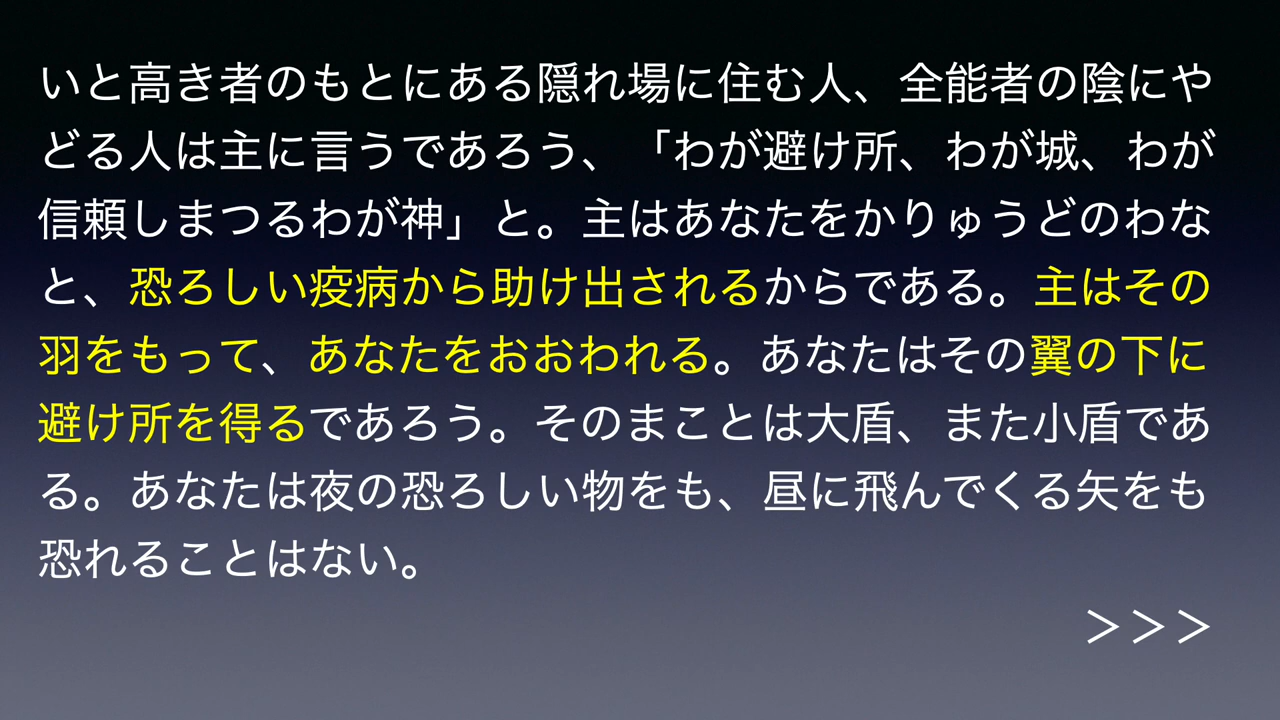 いと高き者のもとにある隠れ場に住む人、全能者の陰にや
どる人は主に言うであろう、「わが避け所、わが城、わが
信頼しまつるわが神」と。主はあなたをかりゅうどのわな
と、恐ろしい疫病から助け出されるからである。主はその
羽をもって、あなたをおおわれる。あなたはその翼の下に
避け所を得るであろう。そのまことは大盾、また小盾であ
る。あなたは夜の恐ろしい物をも、昼に飛んでくる矢をも
恐れることはない。
＞＞＞